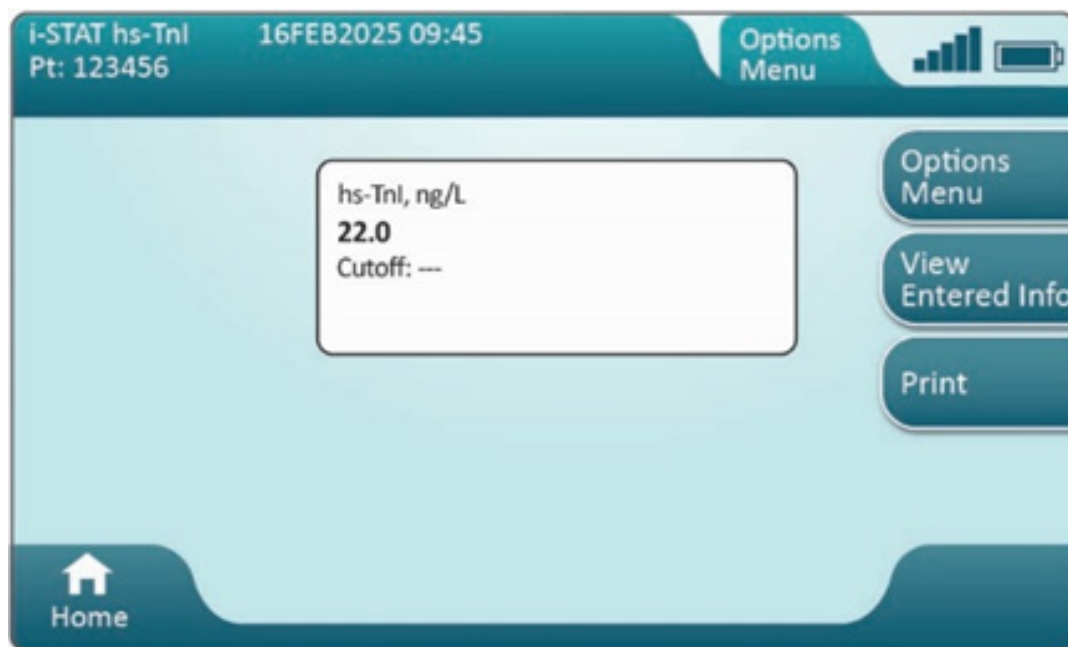 i-STAT hs-TnI 16FEB2025 09:45
Pt: 123456
Options
Menu
hs-TnI, ng/L
22.0
Cutoff: ---
Options
Menu
View
Entered Info
Print
Home